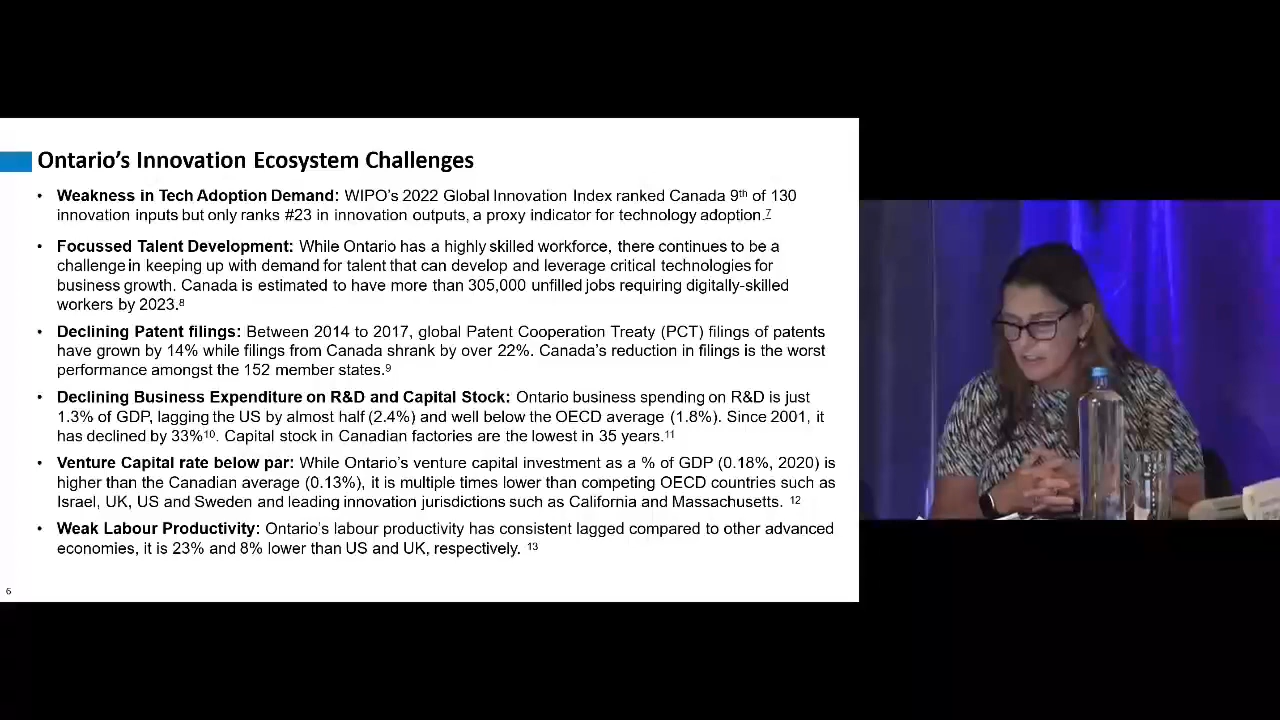 Ontario's Innovation Ecosystem Challenges
• Weakness in Tech Adoption Demand: WIPO's 2022 Global Innovation Index ranked Canada 9th of 130
innovation inputs but only ranks #23 in innovation outputs, a proxy indicator for technology adoption.7
• Focussed Talent Development: While Ontario has a highly skilled workforce, there continues to be a
challenge in keeping up with demand for talent that can develop and leverage critical technologies for
business growth. Canada is estimated to have more than 305,000 unfilled jobs requiring digitally-skilled
workers by 2023.8
• Declining Patent filings: Between 2014 to 2017, global Patent Cooperation Treaty (PCT) filings of patents
have grown by 14% while filings from Canada shrank by over 22%. Canada's reduction in filings is the worst
performance amongst the 152 member states.9
• Declining Business Expenditure on R&D and Capital Stock: Ontario business spending on R&D is just
1.3% of GDP, lagging the US by almost half (2.4%) and well below the OECD average (1.8%). Since 2001, it
has declined by 33%10. Capital stock in Canadian factories are the lowest in 35 years.11
• Venture Capital rate below par: While Ontario's venture capital investment as a % of GDP (0.18%, 2020) is
higher than the Canadian average (0.13%), it is multiple times lower than competing OECD countries such as
Israel, UK, US and Sweden and leading innovation jurisdictions such as California and Massachusetts. 12
• Weak Labour Productivity: Ontario's labour productivity has consistent lagged compared to other advanced
economies, it is 23% and 8% lower than US and UK, respectively. 13
6